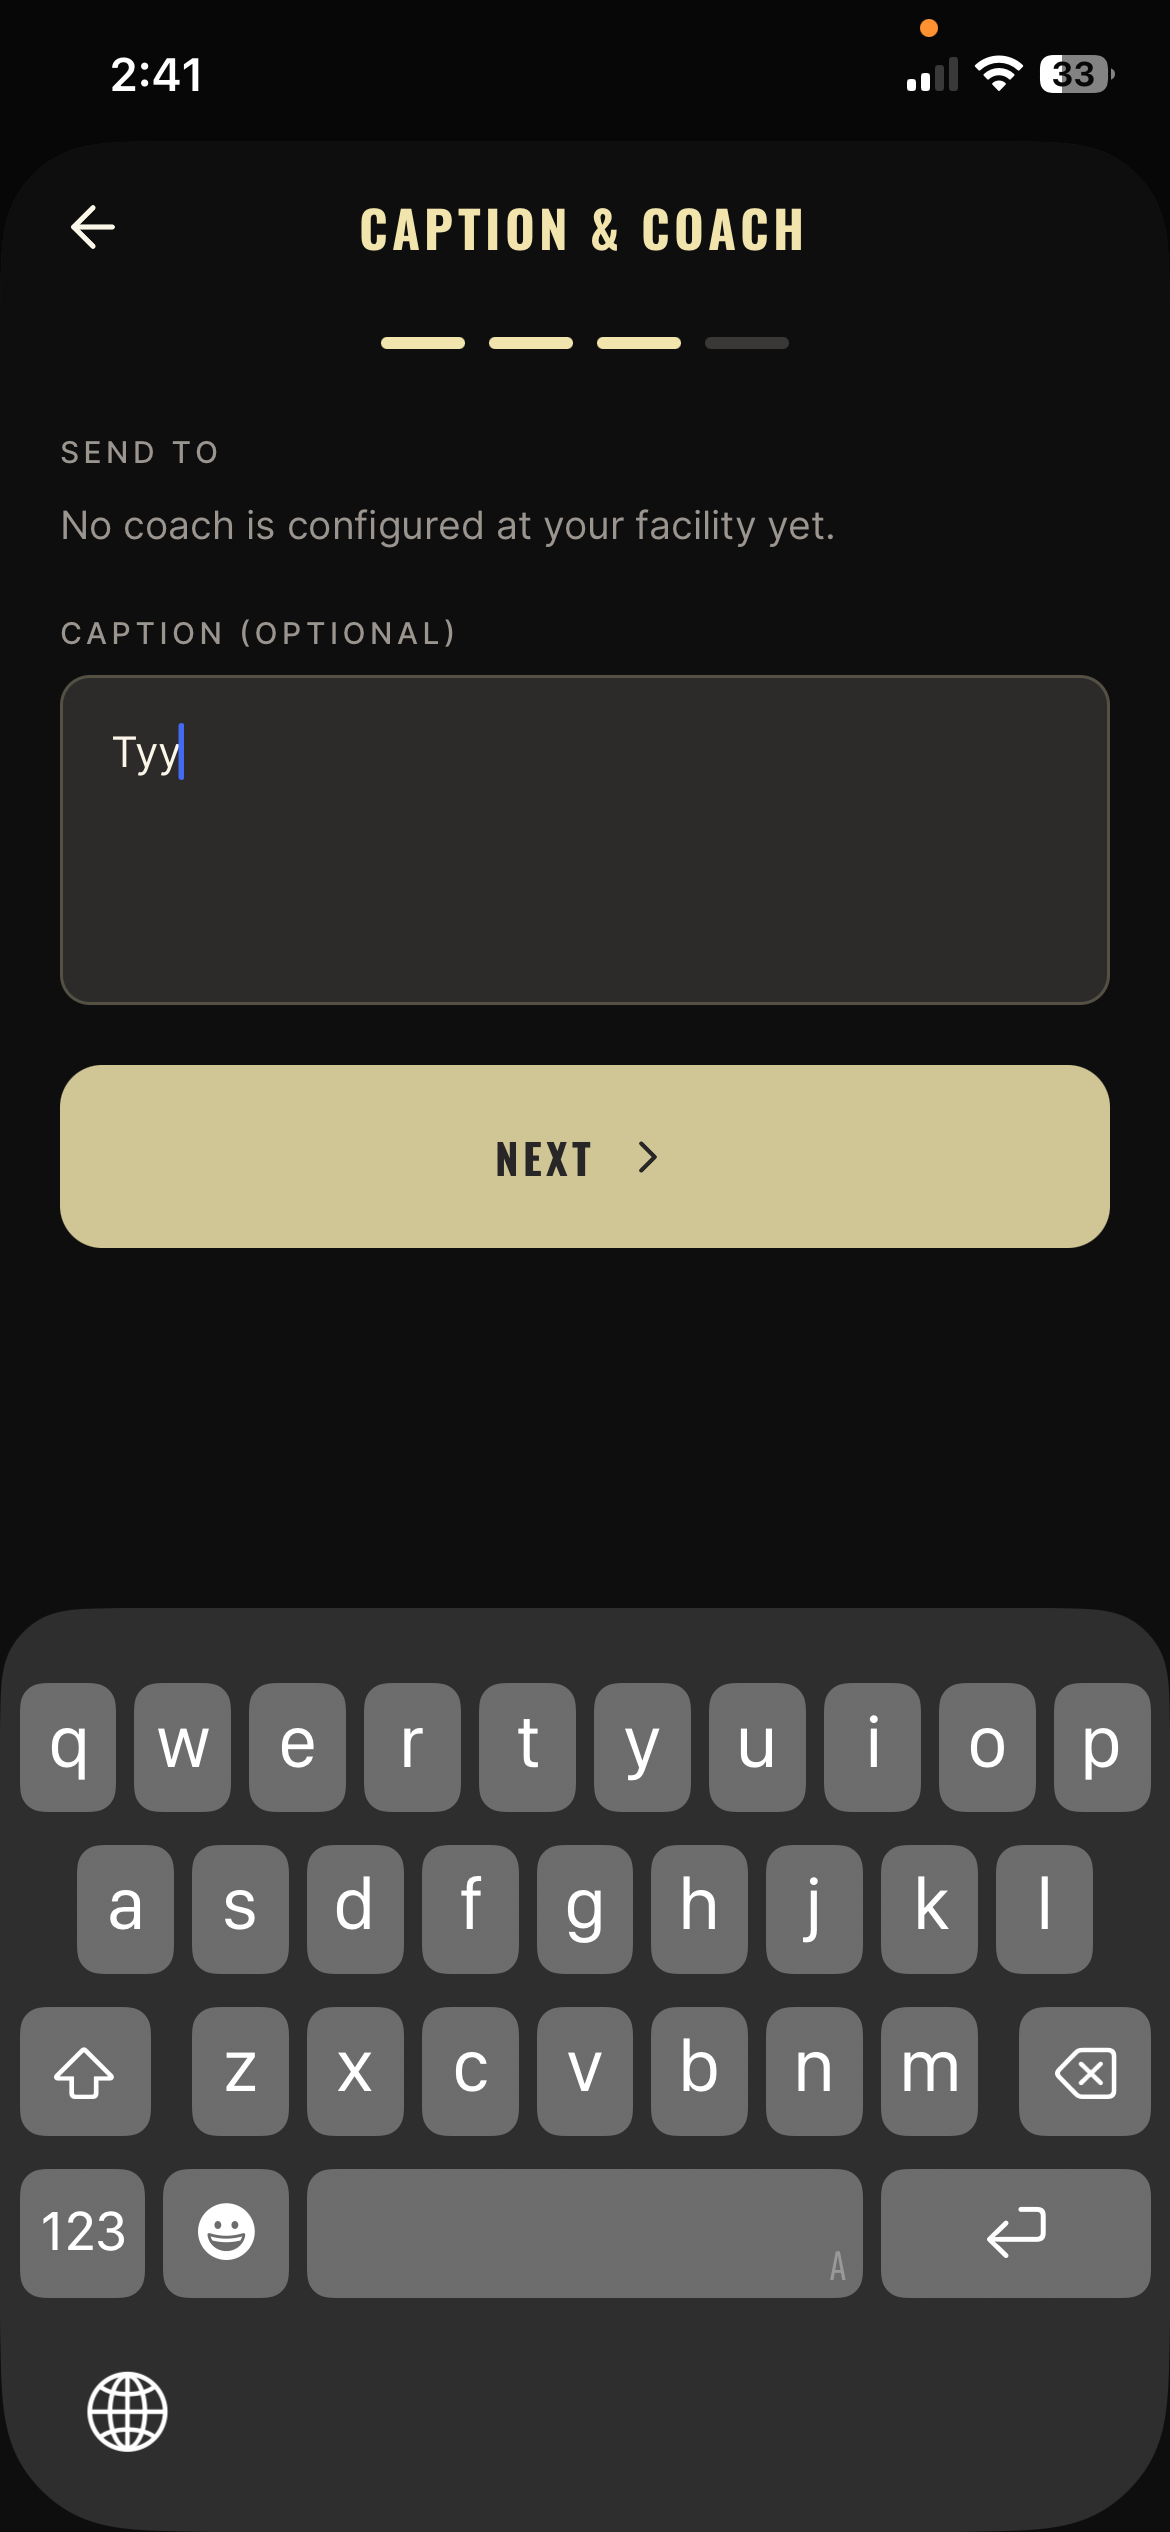 2:41
33
CAPTION & COACH
SEND TO
No coach is configured at your facility yet.
CAPTION (OPTIONAL)
Tyy
NEXT
q w e r t y u i o p
a s d f g h j k l
z x c v b n m
123
A